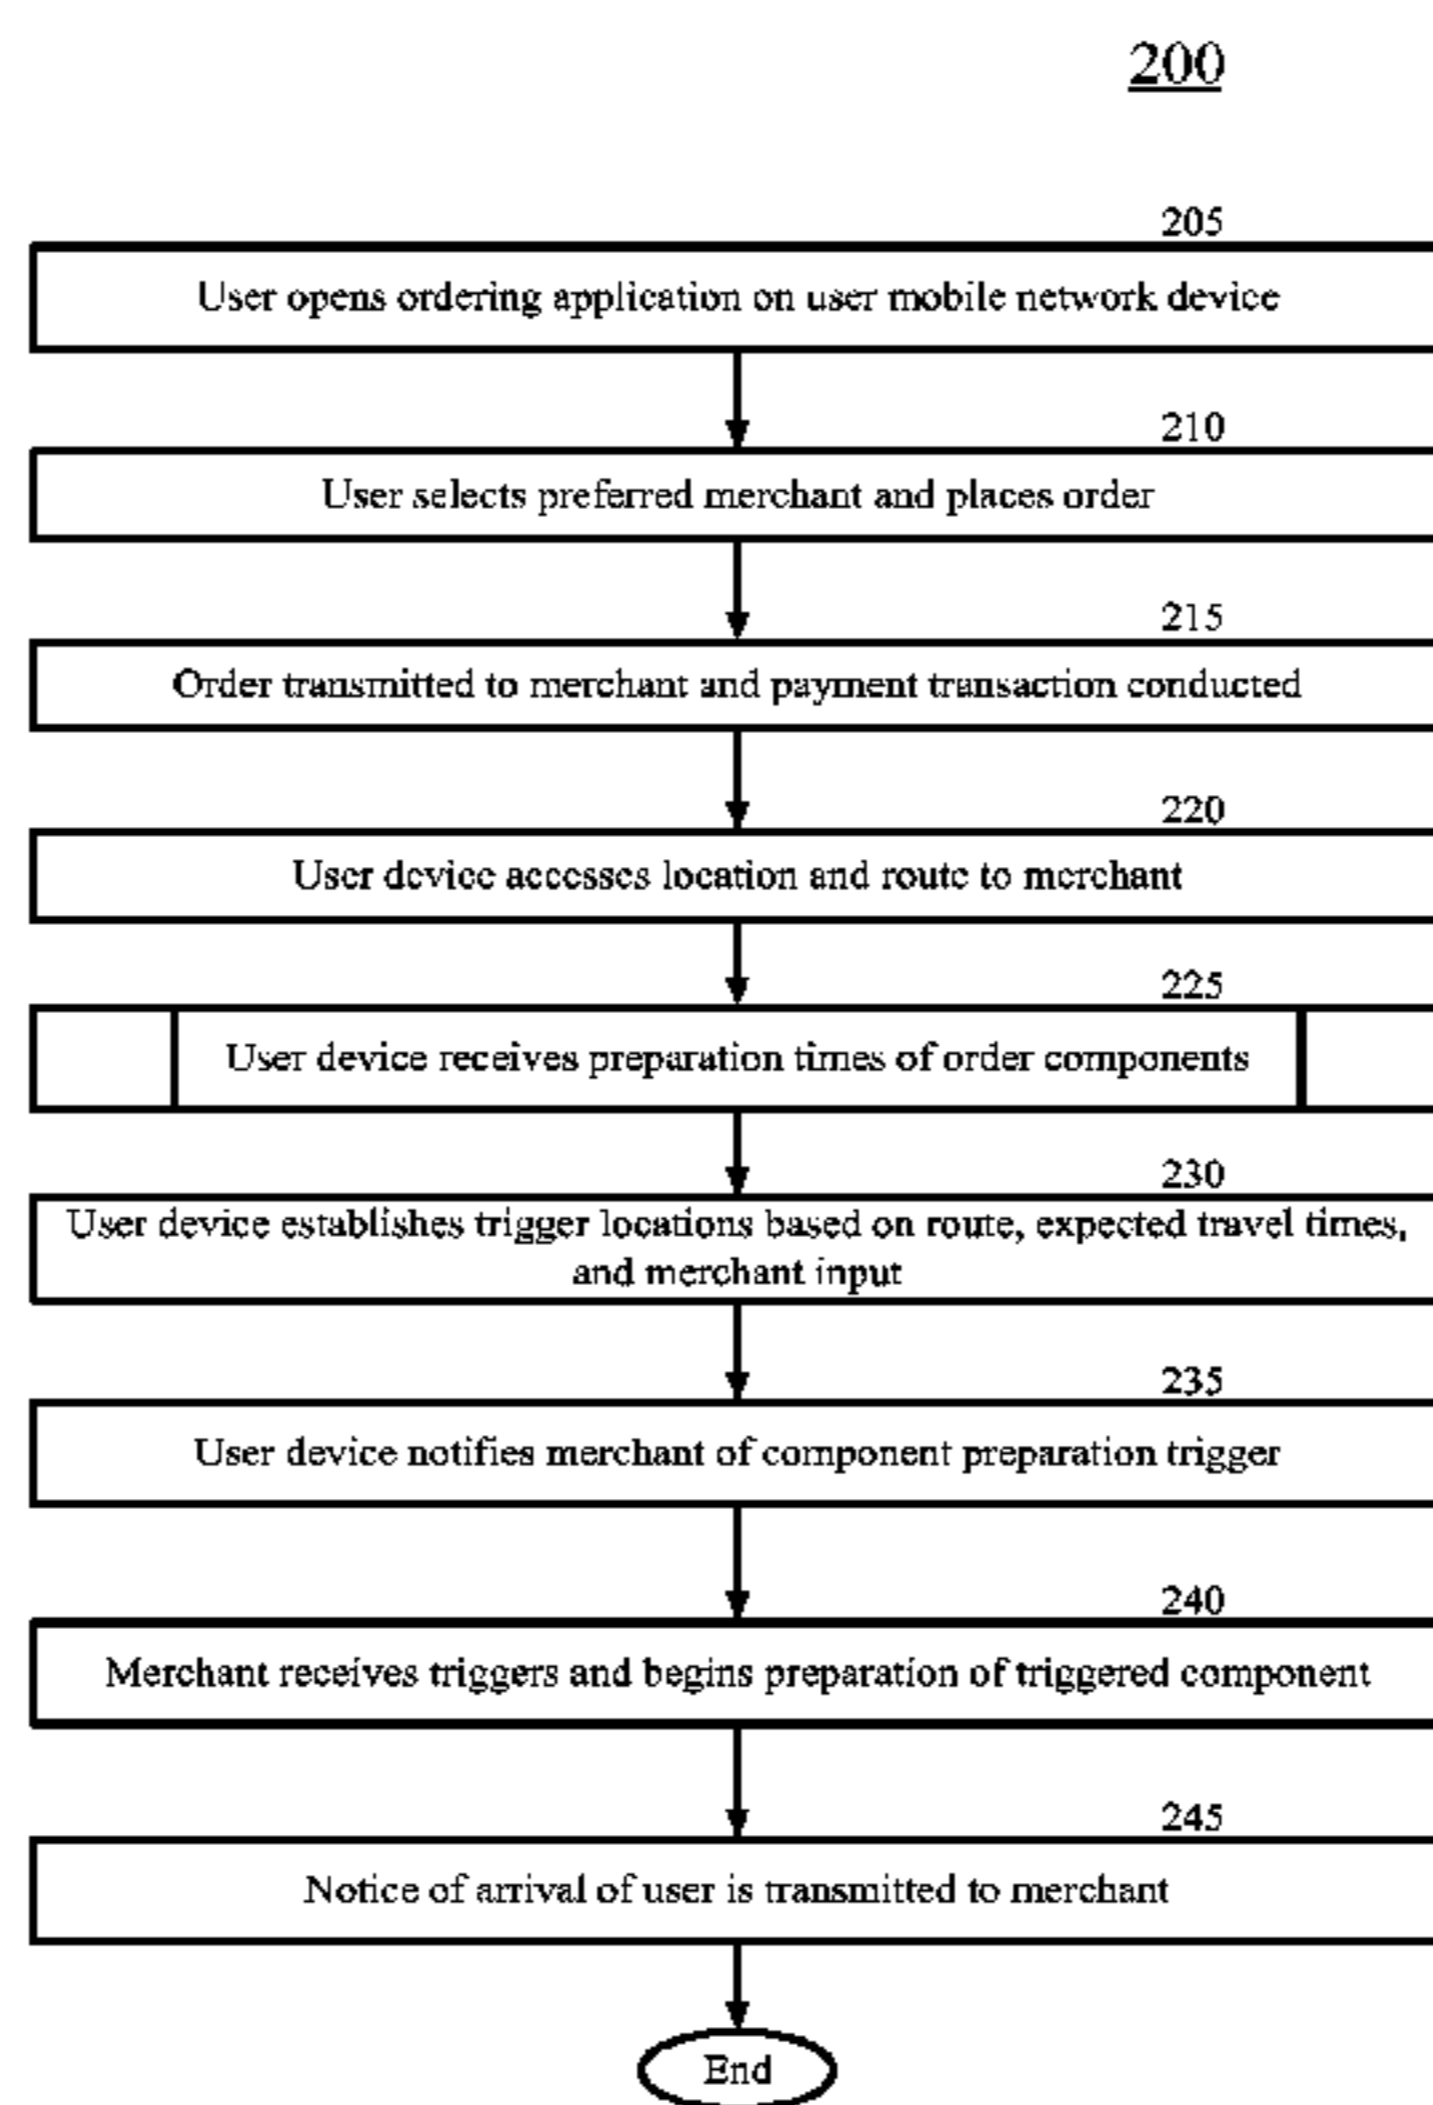 200
205
User opens ordering application on user mobile network device
210
User selects preferred merchant and places order
215
Order transmitted to merchant and payment transaction conducted
220
User device accesses location and route to merchant
225
User device receives preparation times of order components
230
User device establishes trigger locations based on route, expected travel times,
and merchant input
235
User device notifies merchant of component preparation trigger
240
Merchant receives triggers and begins preparation of triggered component
245
Notice of arrival of user is transmitted to merchant
End